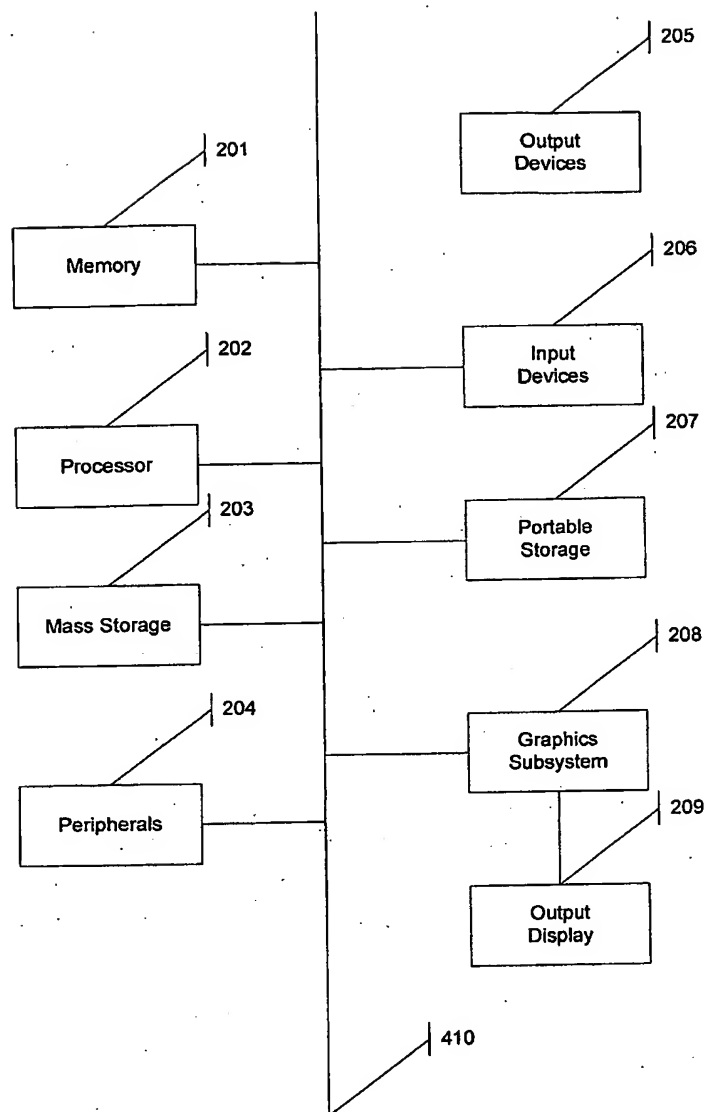 205
Output
Devices
201
Memory
206
Input
Devices
202
Processor
207
Portable
Storage
203
Mass Storage
208
Graphics
Subsystem
204
Peripherals
209
Output
Display
410